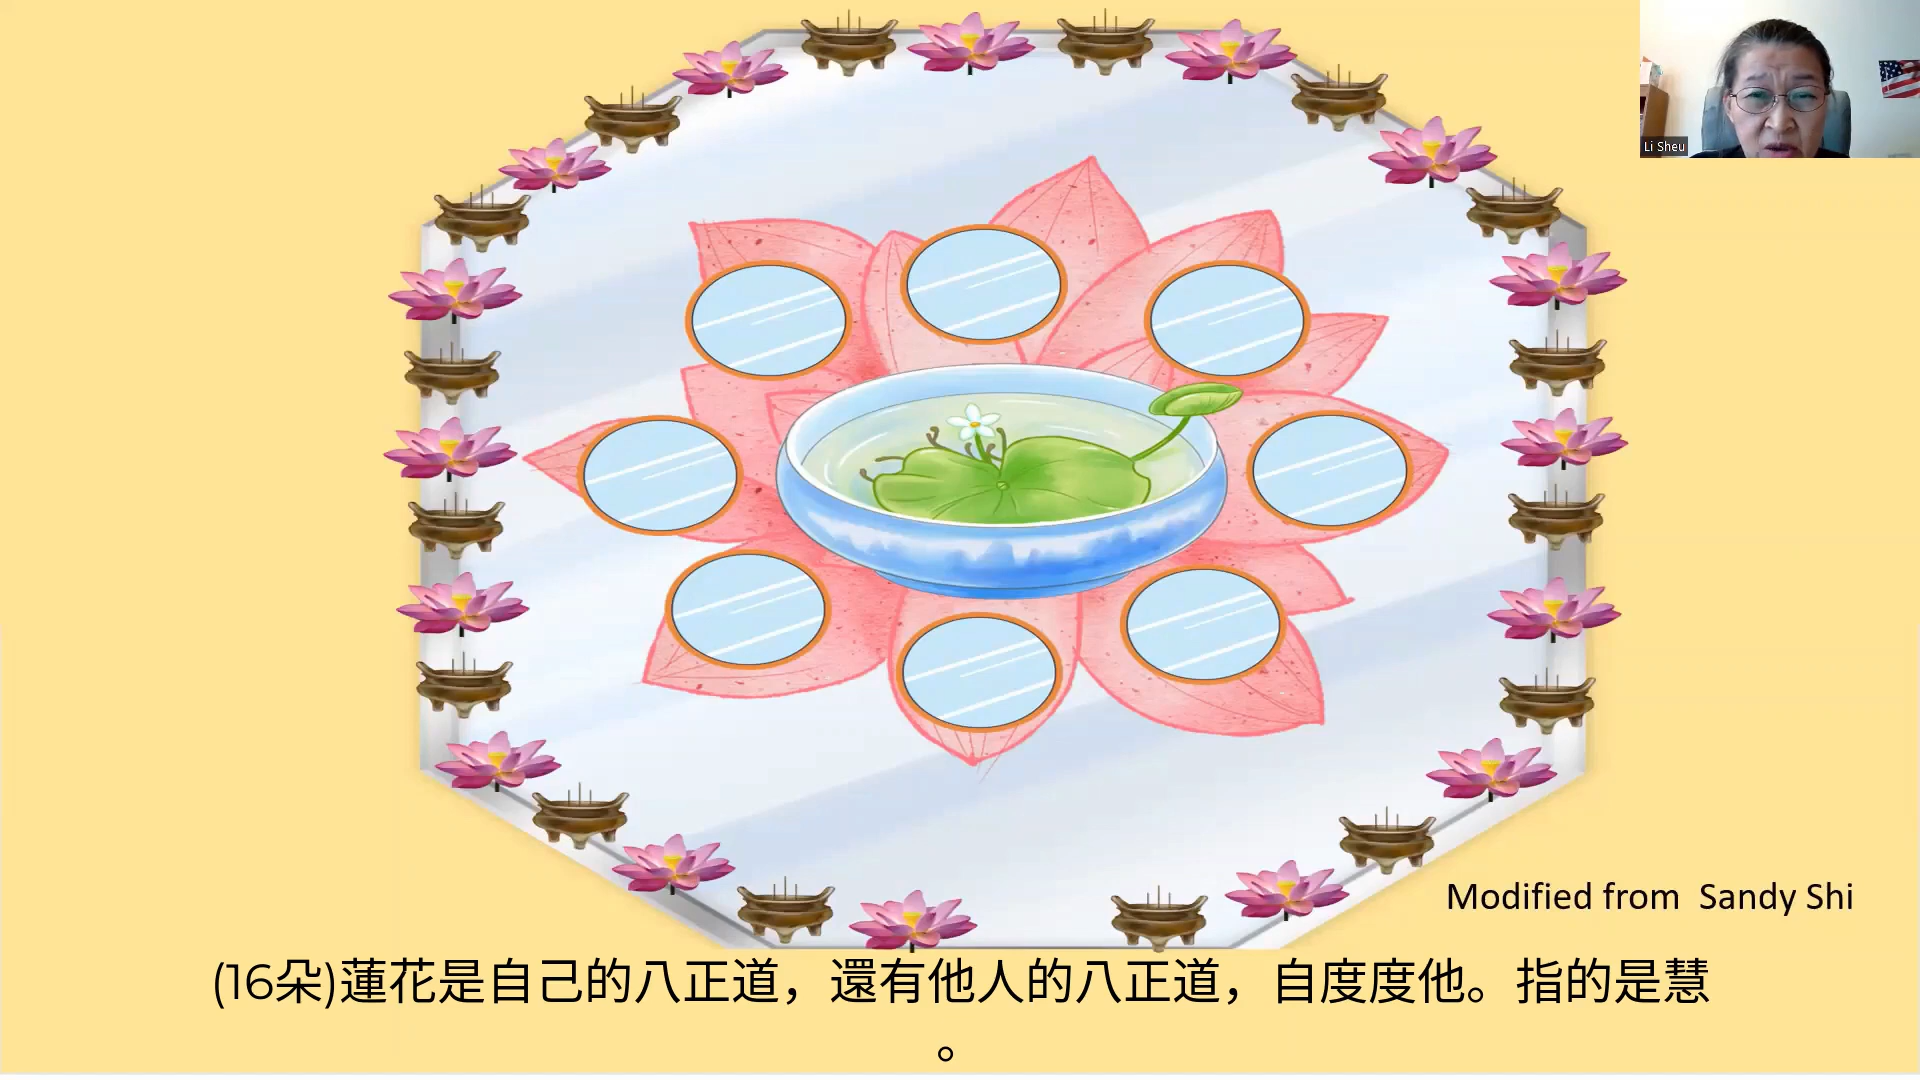 Li Sheu
Modified from  Sandy Shi
(16朵)蓮花是自己的八正道，還有他人的八正道，自度度他。指的是慧
。